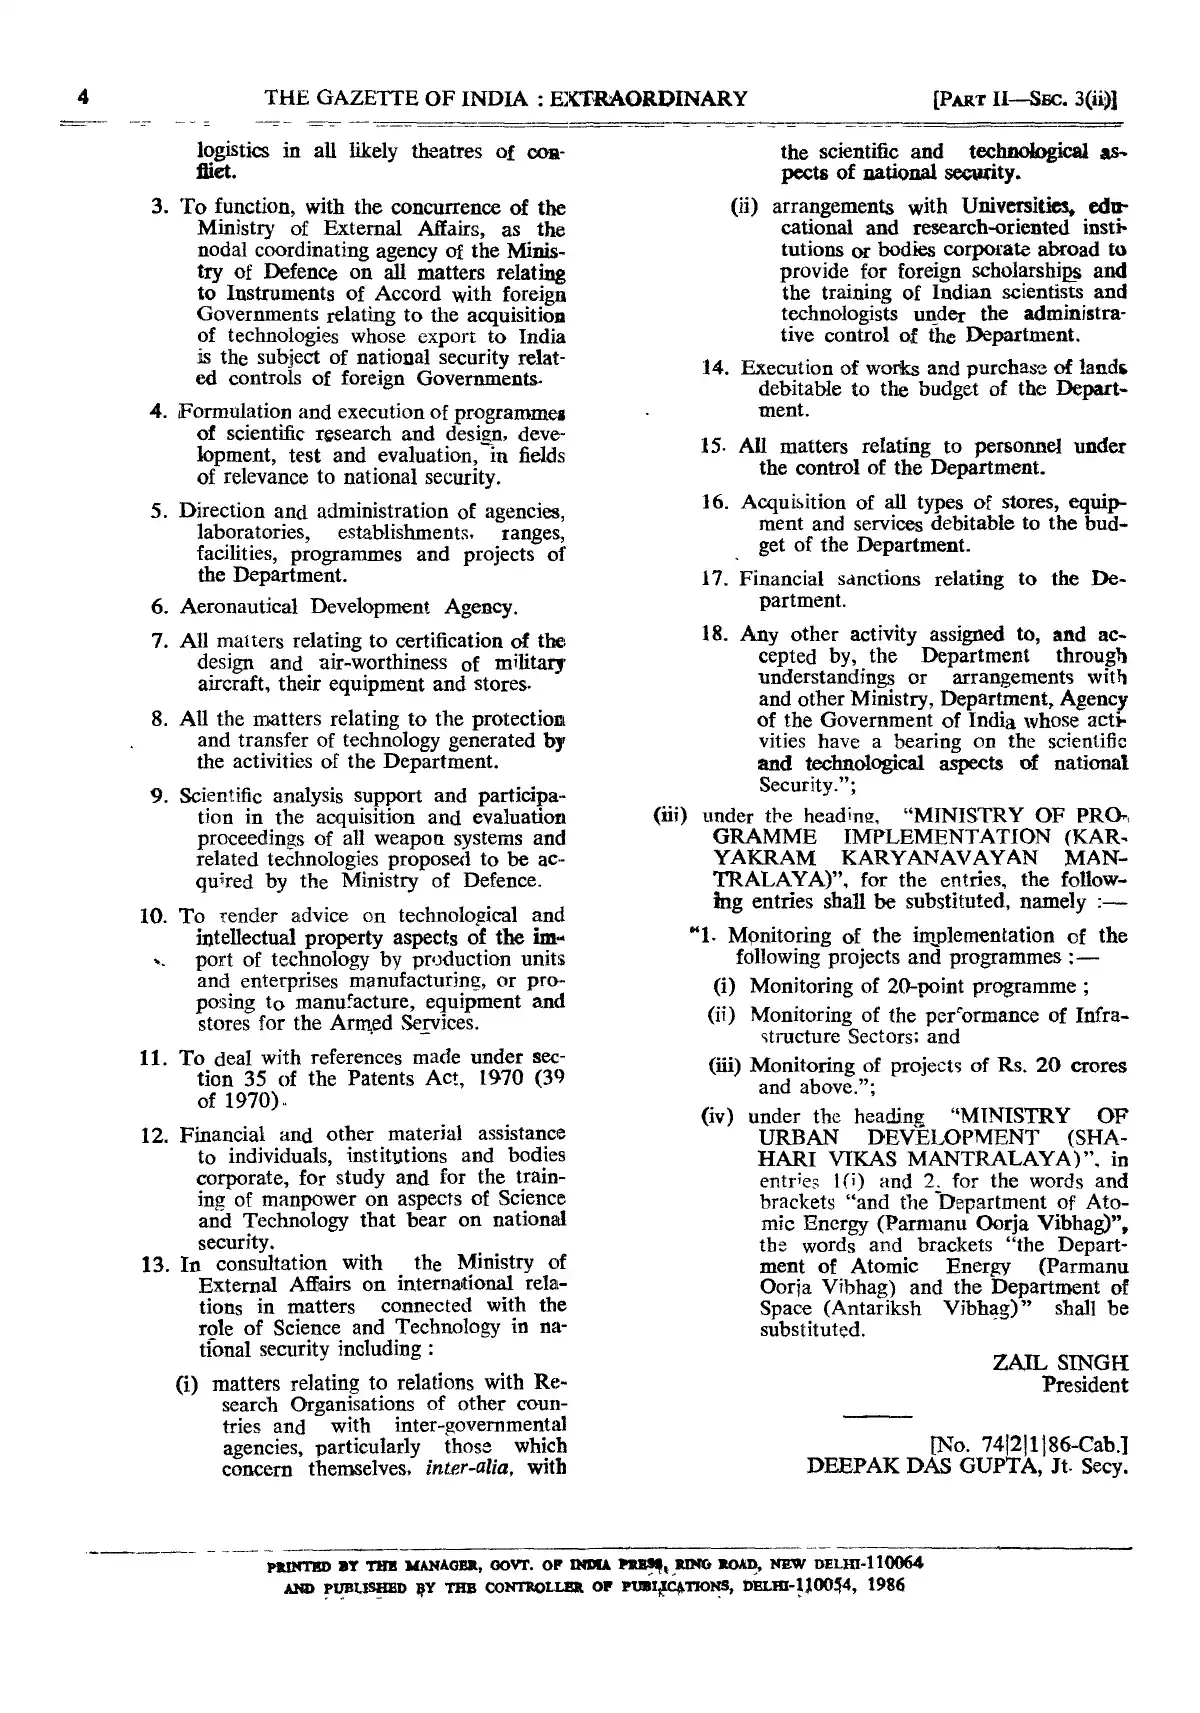 4 THE GAZETTE OF INDIA : EXTRAORDINARY [PART II—SEC. 3(ii)]
logistics in all likely theatres of con-
flict.
3. To function, with the concurrence of the
Ministry of External Affairs, as the
nodal coordinating agency of the Minis-
try of Defence on all matters relating
to Instruments of Accord with foreign
Governments relating to the acquisition
of technologies whose export to India
is the subject of national security relat-
ed controls of foreign Governments.
4. Formulation and execution of programmes
of scientific research and design, deve-
lopment, test and evaluation, in fields
of relevance to national security.
5. Direction and administration of agencies,
laboratories, establishments, ranges,
facilities, programmes and projects of
the Department.
6. Aeronautical Development Agency.
7. All matters relating to certification of the
design and air-worthiness of military
aircraft, their equipment and stores.
8. All the matters relating to the protection
and transfer of technology generated by
the activities of the Department.
9. Scientific analysis support and participa-
tion in the acquisition and evaluation
proceedings of all weapon systems and
related technologies proposed to be ac-
quired by the Ministry of Defence.
10. To render advice on technological and
intellectual property aspects of the im-
port of technology by production units
and enterprises manufacturing, or pro-
posing to manufacture, equipment and
stores for the Armed Services.
11. To deal with references made under sec-
tion 35 of the Patents Act, 1970 (39
of 1970).
12. Financial and other material assistance
to individuals, institutions and bodies
corporate, for study and for the train-
ing of manpower on aspects of Science
and Technology that bear on national
security.
13. In consultation with the Ministry of
External Affairs on international rela-
tions in matters connected with the
role of Science and Technology in na-
tional security including :
(i) matters relating to relations with Re-
search Organisations of other coun-
tries and with inter-governmental
agencies, particularly those which
concern themselves, inter-alia, with
the scientific and technological as-
pects of national security.
(ii) arrangements with Universities, edu-
cational and research-oriented insti-
tutions or bodies corporate abroad to
provide for foreign scholarships and
the training of Indian scientists and
technologists under the administra-
tive control of the Department.
14. Execution of works and purchase of lands
debitable to the budget of the Depart-
ment.
15. All matters relating to personnel under
the control of the Department.
16. Acquisition of all types of stores, equip-
ment and services debitable to the bud-
get of the Department.
17. Financial sanctions relating to the De-
partment.
18. Any other activity assigned to, and ac-
cepted by, the Department through
understandings or arrangements with
and other Ministry, Department, Agency
of the Government of India whose acti-
vities have a bearing on the scientific
and technological aspects of national
Security.”;
(iii) under the heading, “MINISTRY OF PRO-
GRAMME IMPLEMENTATION (KAR-
YAKRAM KARYANAVAYAN MAN-
TRALAYA)”, for the entries, the follow-
ing entries shall be substituted, namely :—
“1. Monitoring of the implementation of the
following projects and programmes :—
(i) Monitoring of 20-point programme ;
(ii) Monitoring of the performance of Infra-
structure Sectors; and
(iii) Monitoring of projects of Rs. 20 crores
and above.”;
(iv) under the heading “MINISTRY OF
URBAN DEVELOPMENT (SHA-
HARI VIKAS MANTRALAYA)”, in
entries 1(i) and 2, for the words and
brackets “and the Department of Ato-
mic Energy (Parmanu Oorja Vibhag)”,
the words and brackets “the Depart-
ment of Atomic Energy (Parmanu
Oorja Vibhag) and the Department of
Space (Antariksh Vibhag)” shall be
substituted.
ZAIL SINGH
President
[No. 74|2|1|86-Cab.]
DEEPAK DAS GUPTA, Jt. Secy.
PRINTED BY THE MANAGER, GOVT. OF INDIA PRESS, RING ROAD, NEW DELHI-110064
AND PUBLISHED BY THE CONTROLLER OF PUBLICATIONS, DELHI-110054, 1986